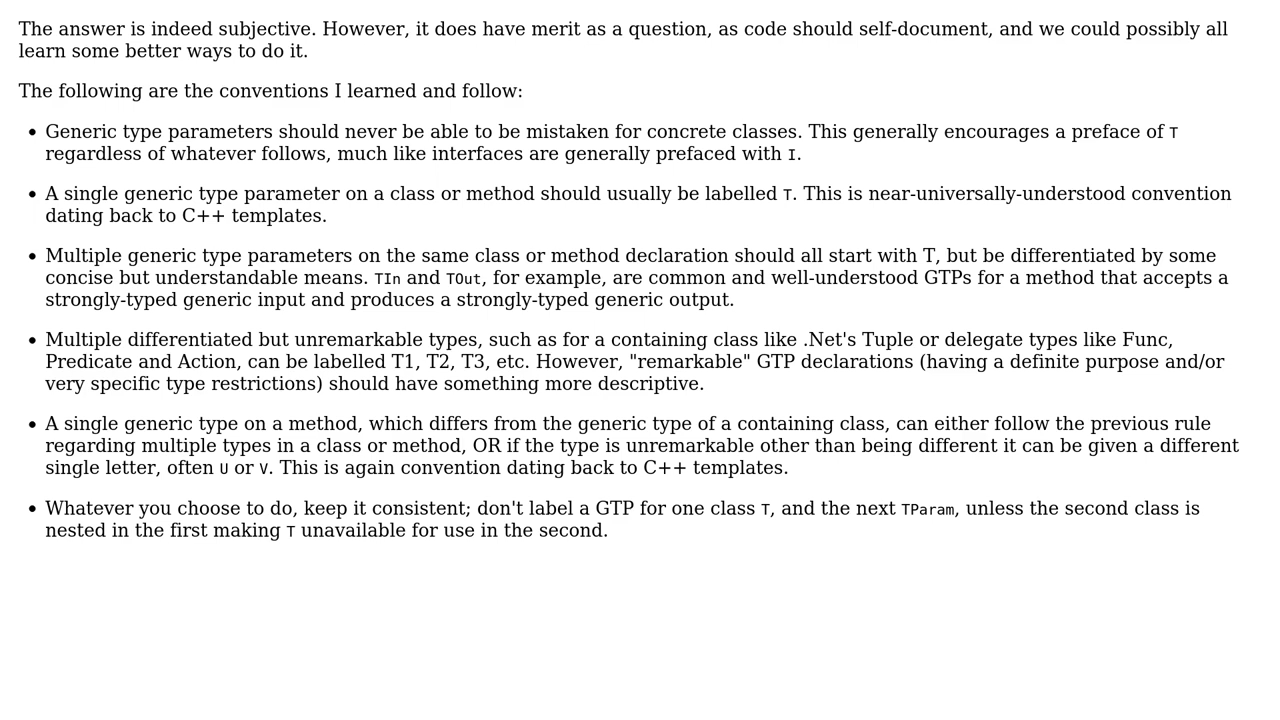 The answer is indeed subjective. However, it does have merit as a question, as code should self-document, and we could possibly all
learn some better ways to do it.
The following are the conventions I learned and follow:
• Generic type parameters should never be able to be mistaken for concrete classes. This generally encourages a preface of T
regardless of whatever follows, much like interfaces are generally prefaced with I.
• A single generic type parameter on a class or method should usually be labelled T. This is near-universally-understood convention
dating back to C++ templates.
• Multiple generic type parameters on the same class or method declaration should all start with T, but be differentiated by some
concise but understandable means. TIn and TOut, for example, are common and well-understood GTPs for a method that accepts a
strongly-typed generic input and produces a strongly-typed generic output.
• Multiple differentiated but unremarkable types, such as for a containing class like .Net's Tuple or delegate types like Func,
Predicate and Action, can be labelled T1, T2, T3, etc. However, "remarkable" GTP declarations (having a definite purpose and/or
very specific type restrictions) should have something more descriptive.
• A single generic type on a method, which differs from the generic type of a containing class, can either follow the previous rule
regarding multiple types in a class or method, OR if the type is unremarkable other than being different it can be given a different
single letter, often U or V. This is again convention dating back to C++ templates.
• Whatever you choose to do, keep it consistent; don't label a GTP for one class T, and the next TParam, unless the second class is
nested in the first making T unavailable for use in the second.